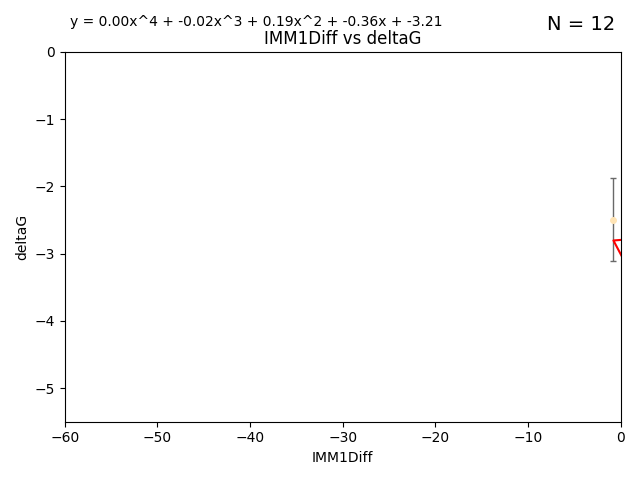 y = 0.00x^4 + -0.02x^3 + 0.19x^2 + -0.36x + -3.21
N = 12
IMM1Diff vs deltaG
0
−1
−2
−3
−4
−5
deltaG
−60
−50
−40
−30
−20
−10
0
IMM1Diff